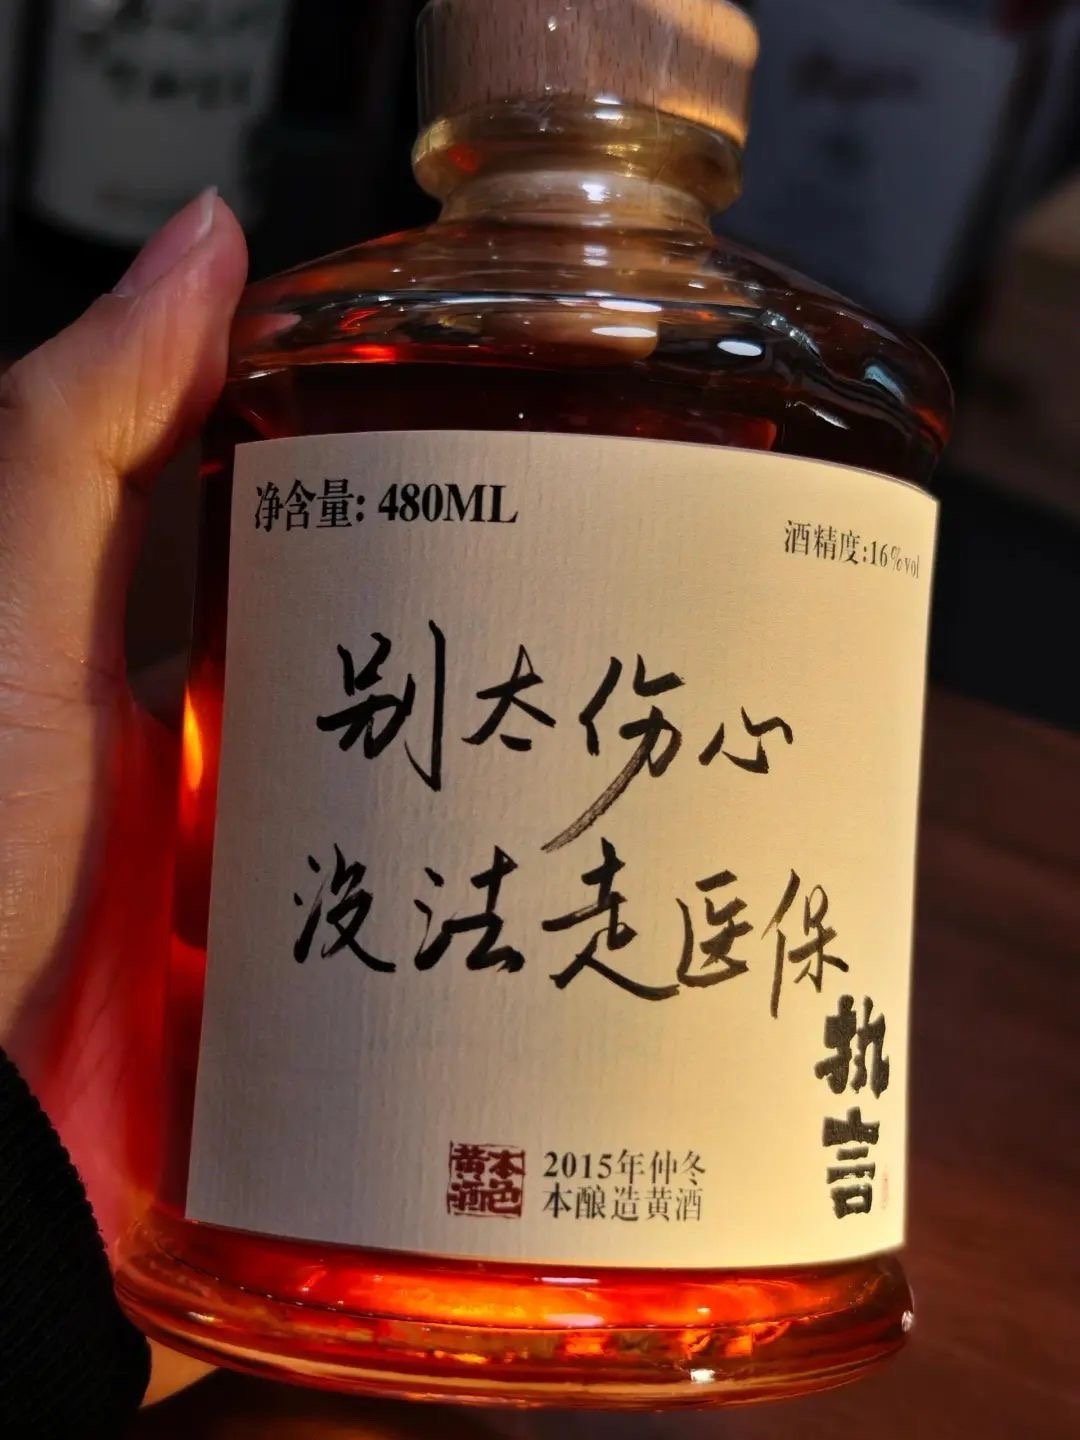 净含量: 480ML
酒精度:16%vol
别太伤心
没法走医保
执言
本色黄酒
2015年仲冬
本酿造黄酒